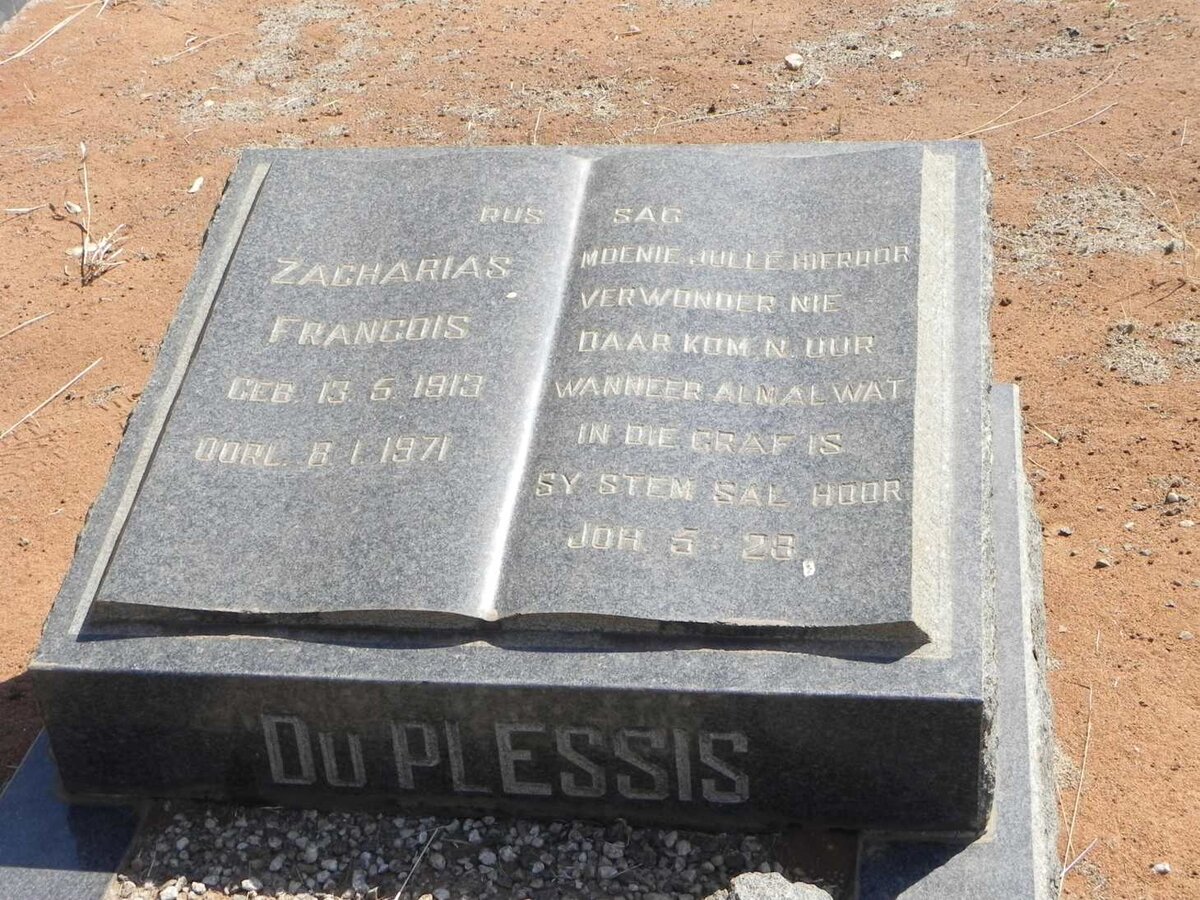 RUS SAG
ZACHARIAS
FRANCOIS
GEB. 13. 5. 1913
OORL. 8. 1. 1971
MOENIE JULLE HIEROOR
VERWONDER NIE
DAAR KOM N UUR
WANNEER ALMAL WAT
IN DIE GRAF IS
SY STEM SAL HOOR
JOH. 5 28
DU PLESSIS